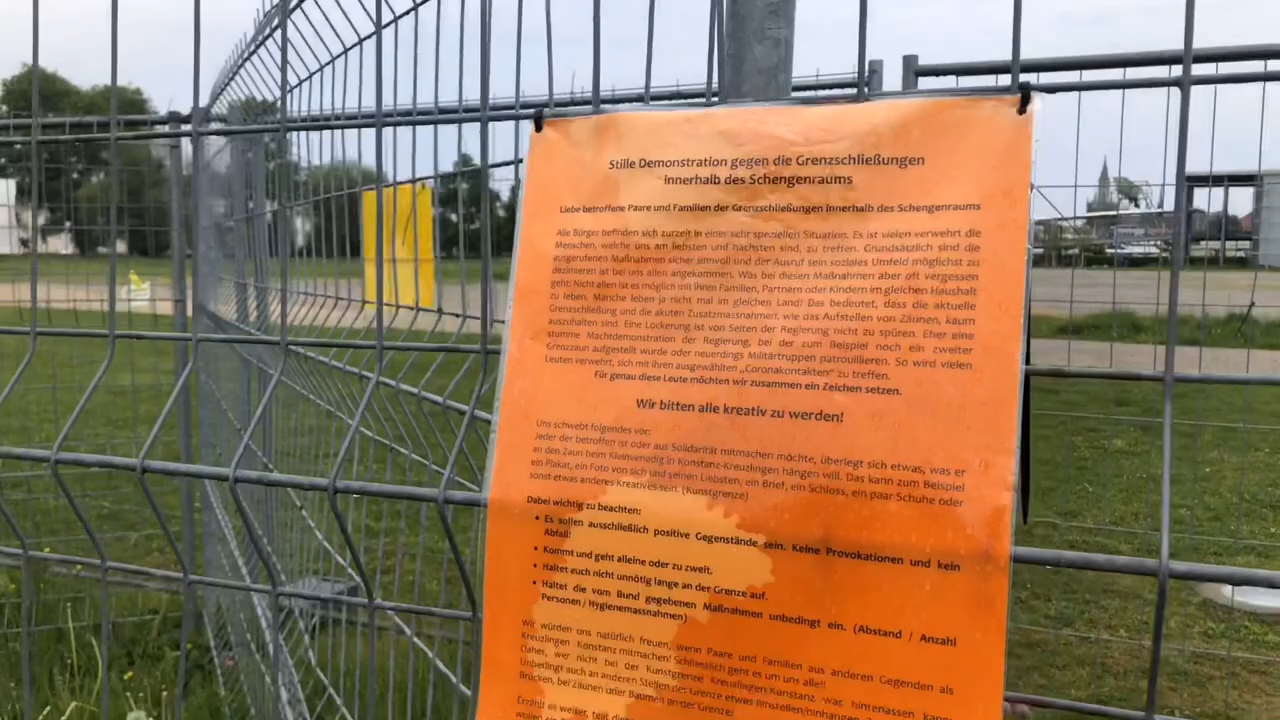 Stille Demonstration gegen die Grenzschließungen
innerhalb des Schengenraums
Liebe betroffene Paare und Familien der Grenzschließungen innerhalb des Schengenraums
Alle Bürger befinden sich zurzeit in einer sehr speziellen Situation. Es ist vielen verwehrt die
Menschen, welche uns am liebsten und nächsten sind, zu treffen. Grundsätzlich sind die
ausgerufenen Maßnahmen sicher sinnvoll und der Ausruf sein soziales Umfeld möglichst zu
dezimieren ist bei uns allen angekommen. Was bei diesen Maßnahmen aber oft vergessen
geht: Nicht allen ist es möglich mit ihren Familien, Partnern oder Kindern im gleichen Haushalt
zu leben. Manche leben ja nicht mal im gleichen Land! Das bedeutet, dass die aktuelle
Grenzschließung und die akuten Zusatzmassnahmen, wie das Aufstellen von Zäunen, kaum
auszuhalten sind. Eine Lockerung ist von Seiten der Regierung nicht zu spüren. Eher eine
stumme Machtdemonstration der Regierung, bei der zum Beispiel noch ein zweiter
Grenzzaun aufgestellt wurde oder neuerdings Militärtruppen patrouillieren. So wird vielen
Leuten verwehrt, sich mit ihren ausgewählten „Coronakontakten“ zu treffen.
Für genau diese Leute möchten wir zusammen ein Zeichen setzen.
Wir bitten alle kreativ zu werden!
Uns schwebt folgendes vor:
Jeder der betroffen ist oder aus Solidarität mitmachen möchte, überlegt sich etwas, was er
an den Zaun beim Kleinvenedig in Konstanz-Kreuzlingen hängen will. Das kann zum Beispiel
ein Plakat, ein Foto von sich und seinen Liebsten, ein Brief, ein Schloss, ein paar Schuhe oder
sonst etwas anderes Kreatives sein. (Kunstgrenze)
Dabei wichtig zu beachten:
• Es sollen ausschließlich positive Gegenstände sein. Keine Provokationen und kein
Abfall!
• Kommt und geht alleine oder zu zweit.
• Haltet euch nicht unnötig lange an der Grenze auf.
• Haltet die vom Bund gegebenen Maßnahmen unbedingt ein. (Abstand / Anzahl
Personen / Hygienemassnahmen)
Wir würden uns natürlich freuen, wenn Paare und Familien aus anderen Gegenden als
Kreuzlingen Konstanz mitmachen! Schliesslich geht es um uns alle!!
Daher, wer nicht bei der Kunstgrenze Kreuzlingen Konstanz was hinterlassen kann:
Unbedingt auch an anderen Stellen der Grenze etwas hinstellen/hinhängen
Brücken, bei Zäunen oder Bäumen an der Grenze!
Erzählt es weiter, teilt
wollen